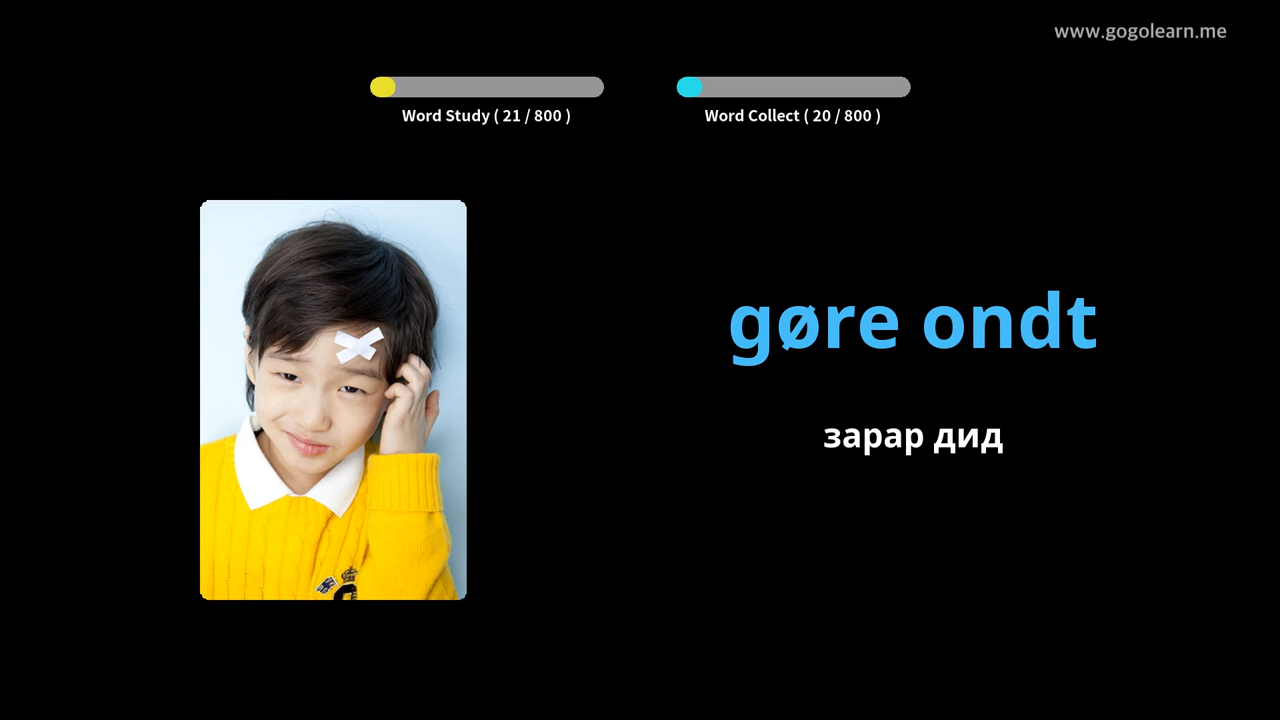 www.gogolearn.me
Word Study ( 21 / 800 )
Word Collect ( 20 / 800 )
gøre ondt
зарар дид